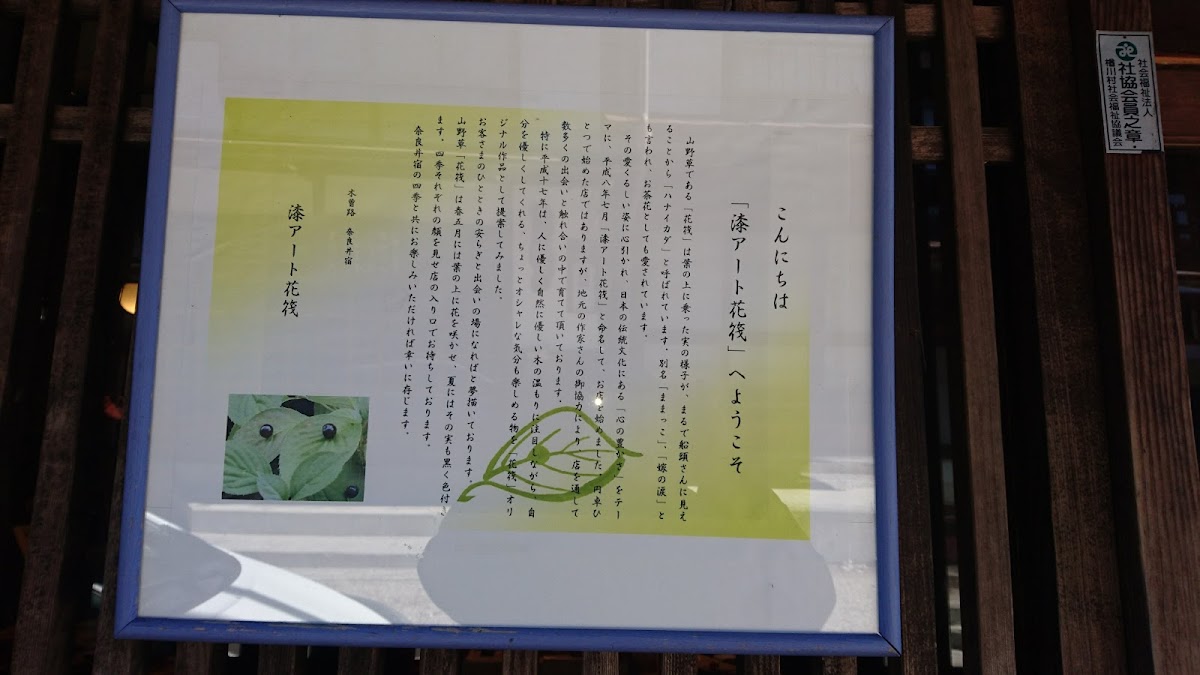 こんにちは
「漆アート花筏」へようこそ
山野草である「花筏」は葉の上に乗った実の様子が、まるで船頭さんに見え
ることから「ハナイカダ」と呼ばれています。別名「ままっこ」、「嫁の涙」と
も言われ、お茶花としても愛されています。
その愛くるしい姿に心引かれ、日本の伝統文化にある「心の豊かさ」をテー
マに、平成八年七月「漆アート花筏」と命名して、お店を始めました。円卓ひ
とつで始めた店ではありますが、地元の作家さんの御協力により、店を通して
数多くの出会いと触れ合いの中で育てて頂いております。
特に平成十七年は、人に優しく自然に優しい木の温もりに注目しながら、自
分を優しくしてくれる、ちょっとオシャレな気分も楽しめる物を「花筏」オリ
ジナル作品として提案してみました。
お客さまのひとときの安らぎと出会いの場になればと夢描いております。
山野草「花筏」は春五月には葉の上に花を咲かせ、夏にはその実も黒く色付き
ます。四季それぞれの顔を見せ店の入り口でお待ちしております。
奈良井宿の四季と共にお楽しみいただければ幸いに存じます。
木曽路 奈良井宿
漆アート花筏
社会福祉法人
社協会員之章
楢川村社会福祉協議会